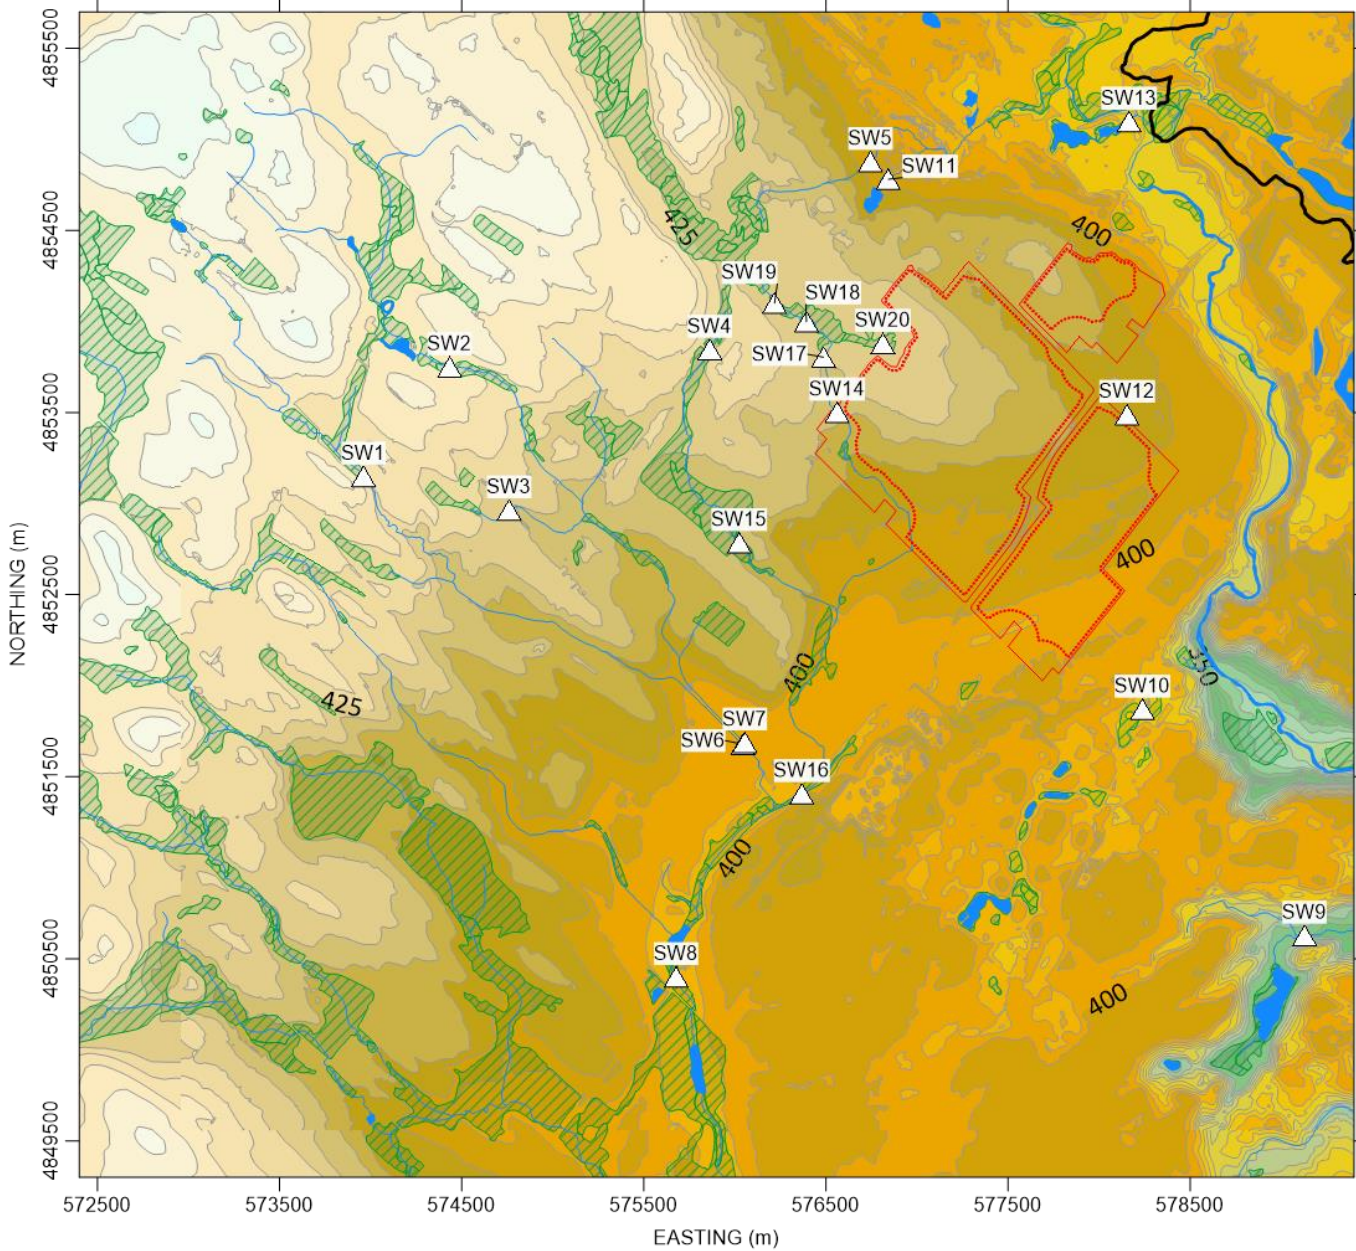 4855500
SW13
SW5
SW11
4854500
425
400
SW19
SW18
SW4
SW20
SW2
SW17
SW14
SW12
4853500
SW1
SW3
SW15
400
4852500
NORTHING (m)
400
350
425
SW10
SW7
SW6
SW16
4851500
400
SW9
SW8
4850500
400
4849500
572500
573500
574500
575500
576500
577500
578500
EASTING (m)